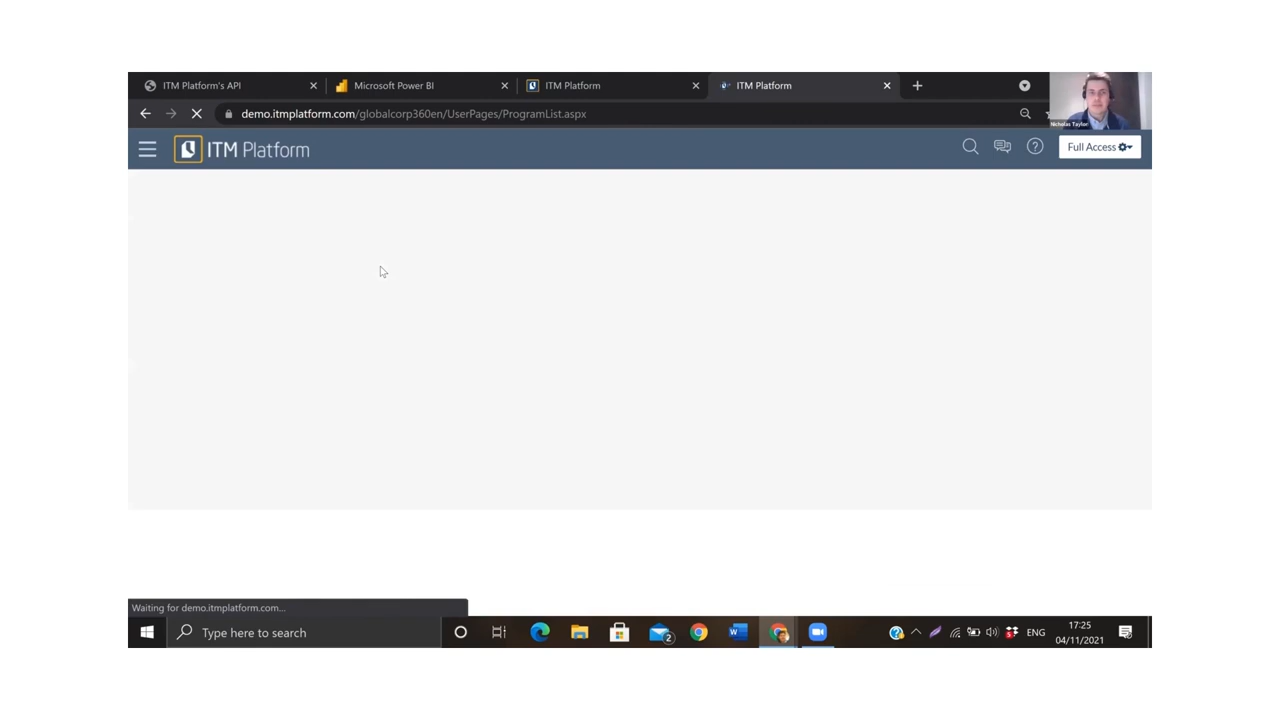 ITM Platform's API
Microsoft Power BI
ITM Platform
ITM Platform
demo.itmplatform.com/globalcorp360en/UserPages/ProgramList.aspx
Nicholas Taylor
ITM Platform
Full Access
Waiting for demo.itmplatform.com...
Type here to search
2
ENG
17:25
04/11/2021